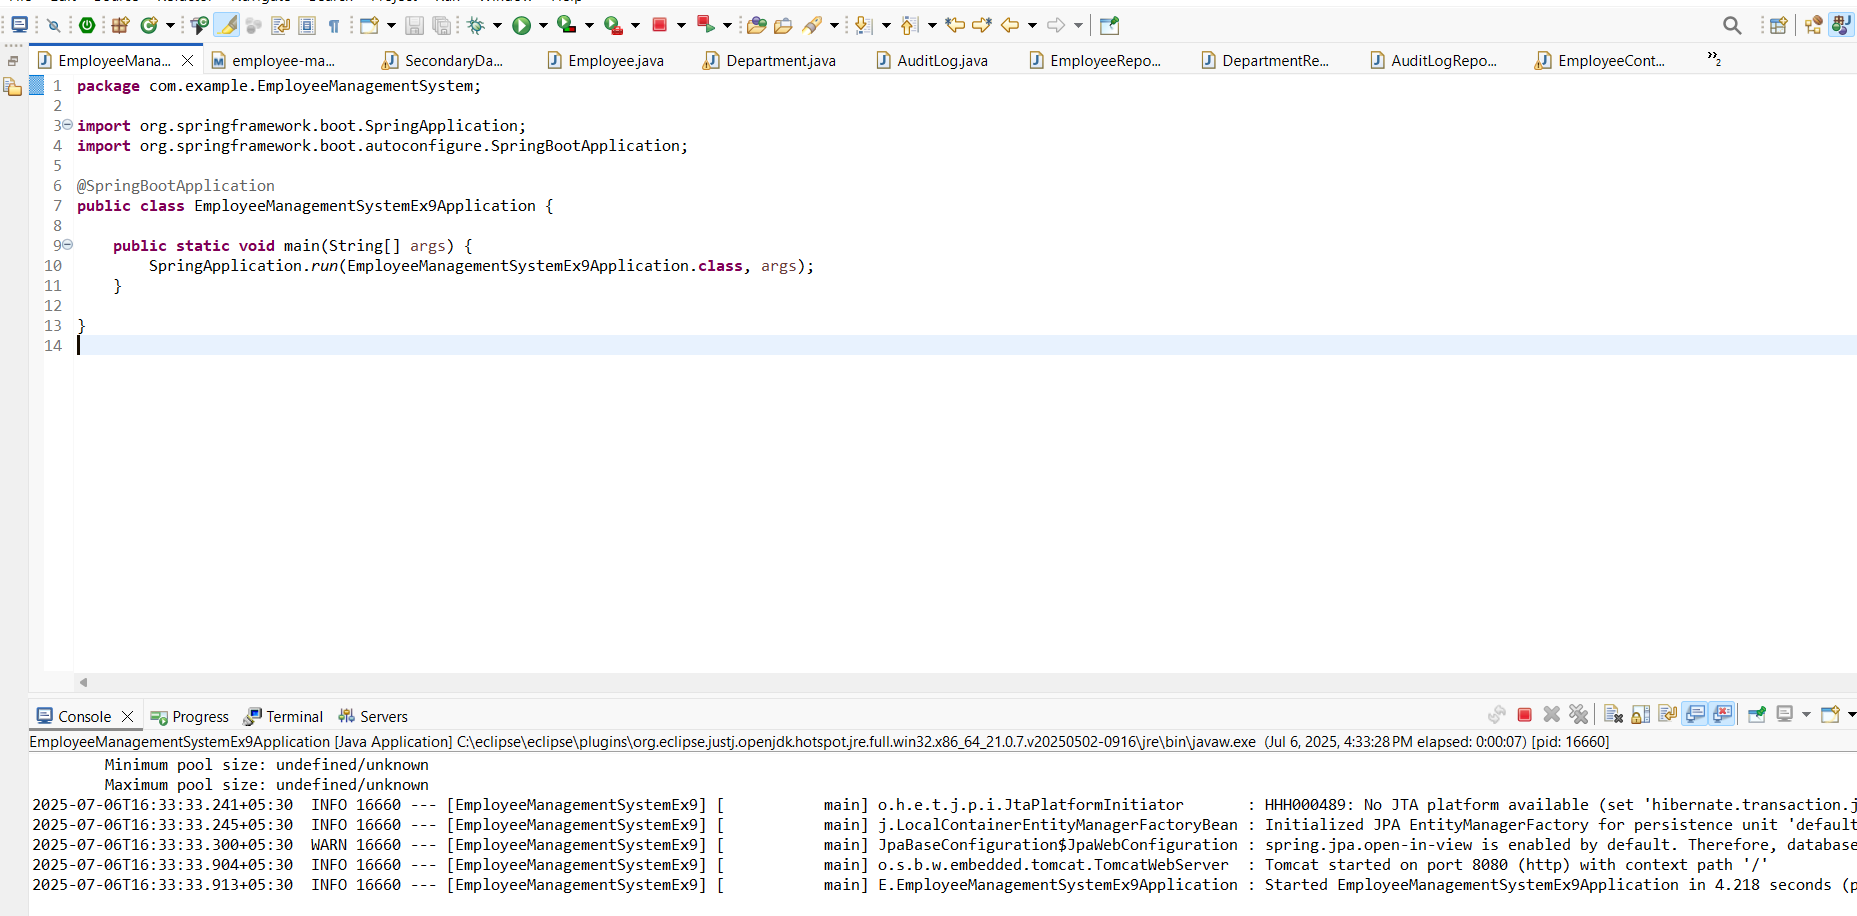 EmployeeMana...
employee-ma...
SecondaryDa...
Employee.java
Department.java
AuditLog.java
EmployeeRepo...
DepartmentRe...
AuditLogRepo...
EmployeeCont...
»2
1 package com.example.EmployeeManagementSystem;
2
3 import org.springframework.boot.SpringApplication;
4 import org.springframework.boot.autoconfigure.SpringBootApplication;
5
6 @SpringBootApplication
7 public class EmployeeManagementSystemEx9Application {
8
9 public static void main(String[] args) {
10 SpringApplication.run(EmployeeManagementSystemEx9Application.class, args);
11 }
12
13 }
14
Console
Progress
Terminal
Servers
EmployeeManagementSystemEx9Application [Java Application] C:\eclipse\eclipse\plugins\org.eclipse.justj.openjdk.hotspot.jre.full.win32.x86_64_21.0.7.v20250502-0916\jre\bin\javaw.exe (Jul 6, 2025, 4:33:28 PM elapsed: 0:00:07) [pid: 16660]
Minimum pool size: undefined/unknown
Maximum pool size: undefined/unknown
2025-07-06T16:33:33.241+05:30 INFO 16660 --- [EmployeeManagementSystemEx9] [ main] o.h.e.t.j.p.i.JtaPlatformInitiator : HHH000489: No JTA platform available (set 'hibernate.transaction.j
2025-07-06T16:33:33.245+05:30 INFO 16660 --- [EmployeeManagementSystemEx9] [ main] j.LocalContainerEntityManagerFactoryBean : Initialized JPA EntityManagerFactory for persistence unit 'default
2025-07-06T16:33:33.300+05:30 WARN 16660 --- [EmployeeManagementSystemEx9] [ main] JpaBaseConfiguration$JpaWebConfiguration : spring.jpa.open-in-view is enabled by default. Therefore, database
2025-07-06T16:33:33.904+05:30 INFO 16660 --- [EmployeeManagementSystemEx9] [ main] o.s.b.w.embedded.tomcat.TomcatWebServer : Tomcat started on port 8080 (http) with context path '/'
2025-07-06T16:33:33.913+05:30 INFO 16660 --- [EmployeeManagementSystemEx9] [ main] E.EmployeeManagementSystemEx9Application : Started EmployeeManagementSystemEx9Application in 4.218 seconds (p